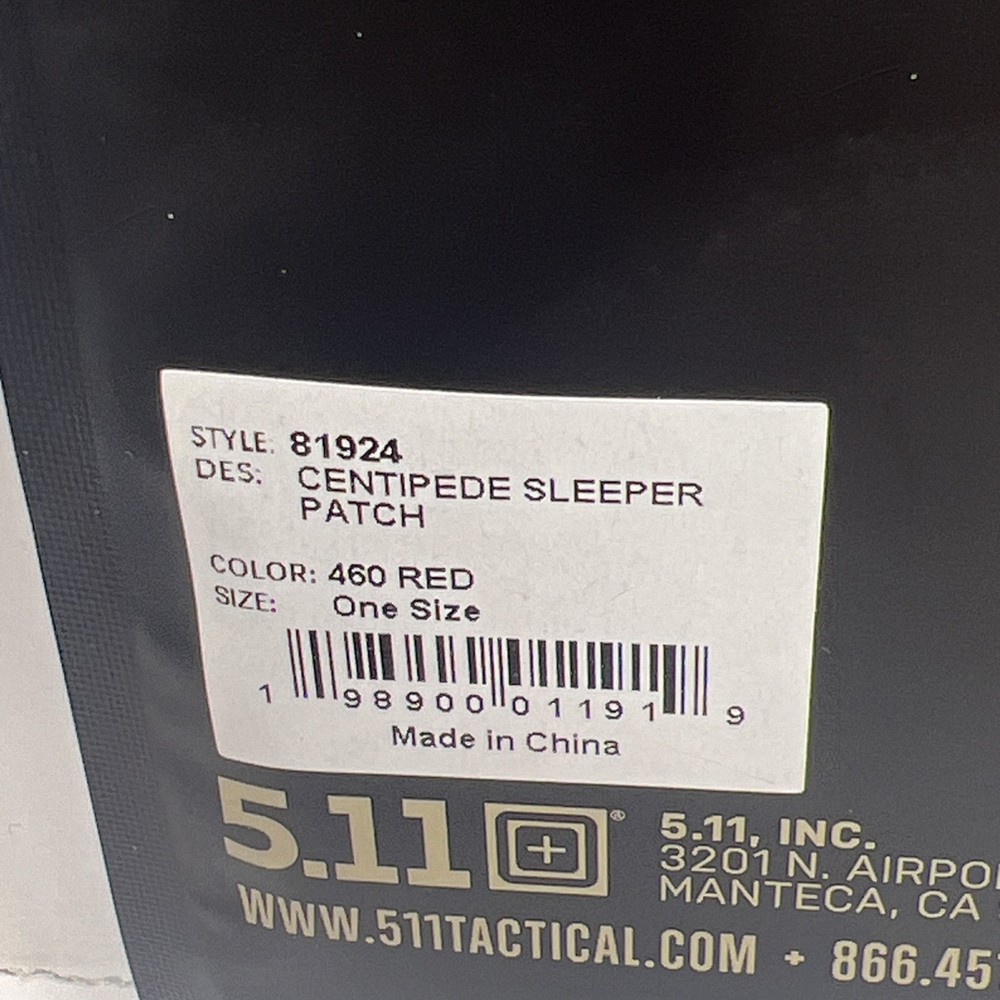 STYLE: 81924
DES: CENTIPEDE SLEEPER
PATCH
COLOR: 460 RED
SIZE: One Size
1 98900 01191 9
Made in China
5.11 ®
5.11, INC.
3201 N. AIRPO
MANTECA, CA
WWW.511TACTICAL.COM + 866.45